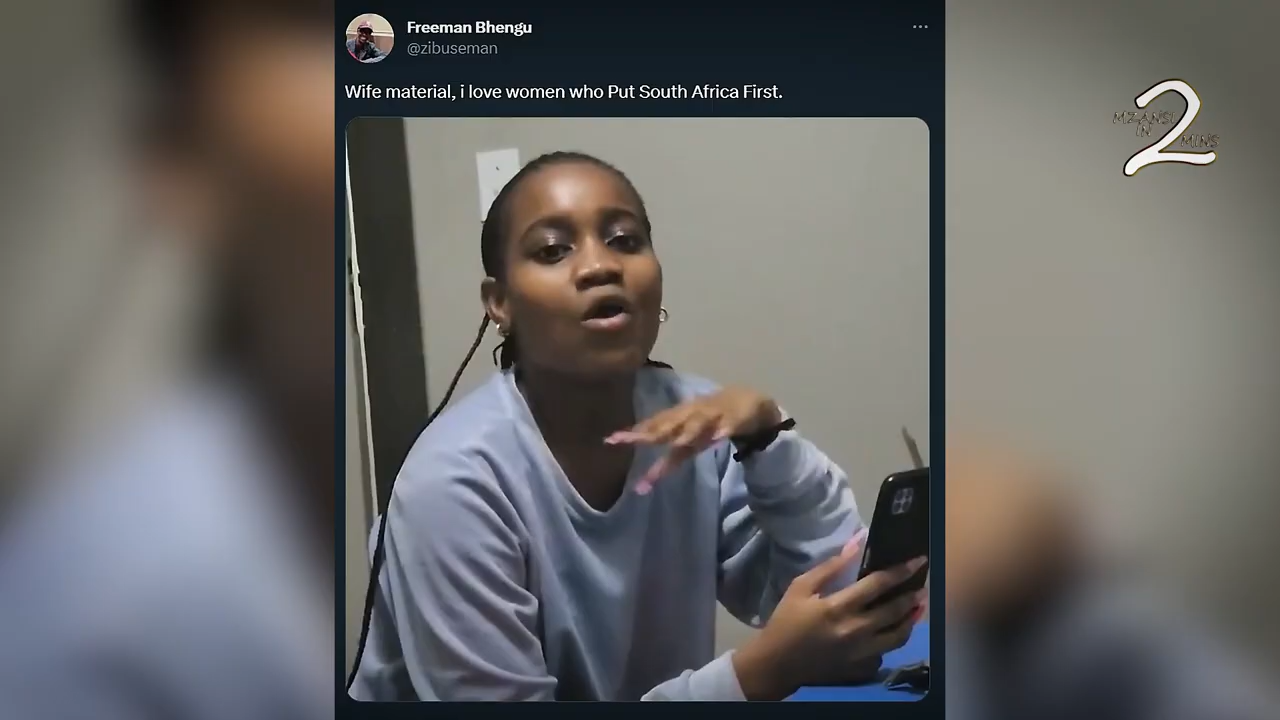 Freeman Bhengu
@zibuseman
Wife material, i love women who Put South Africa First.
2
MZANSI
IN
MINS